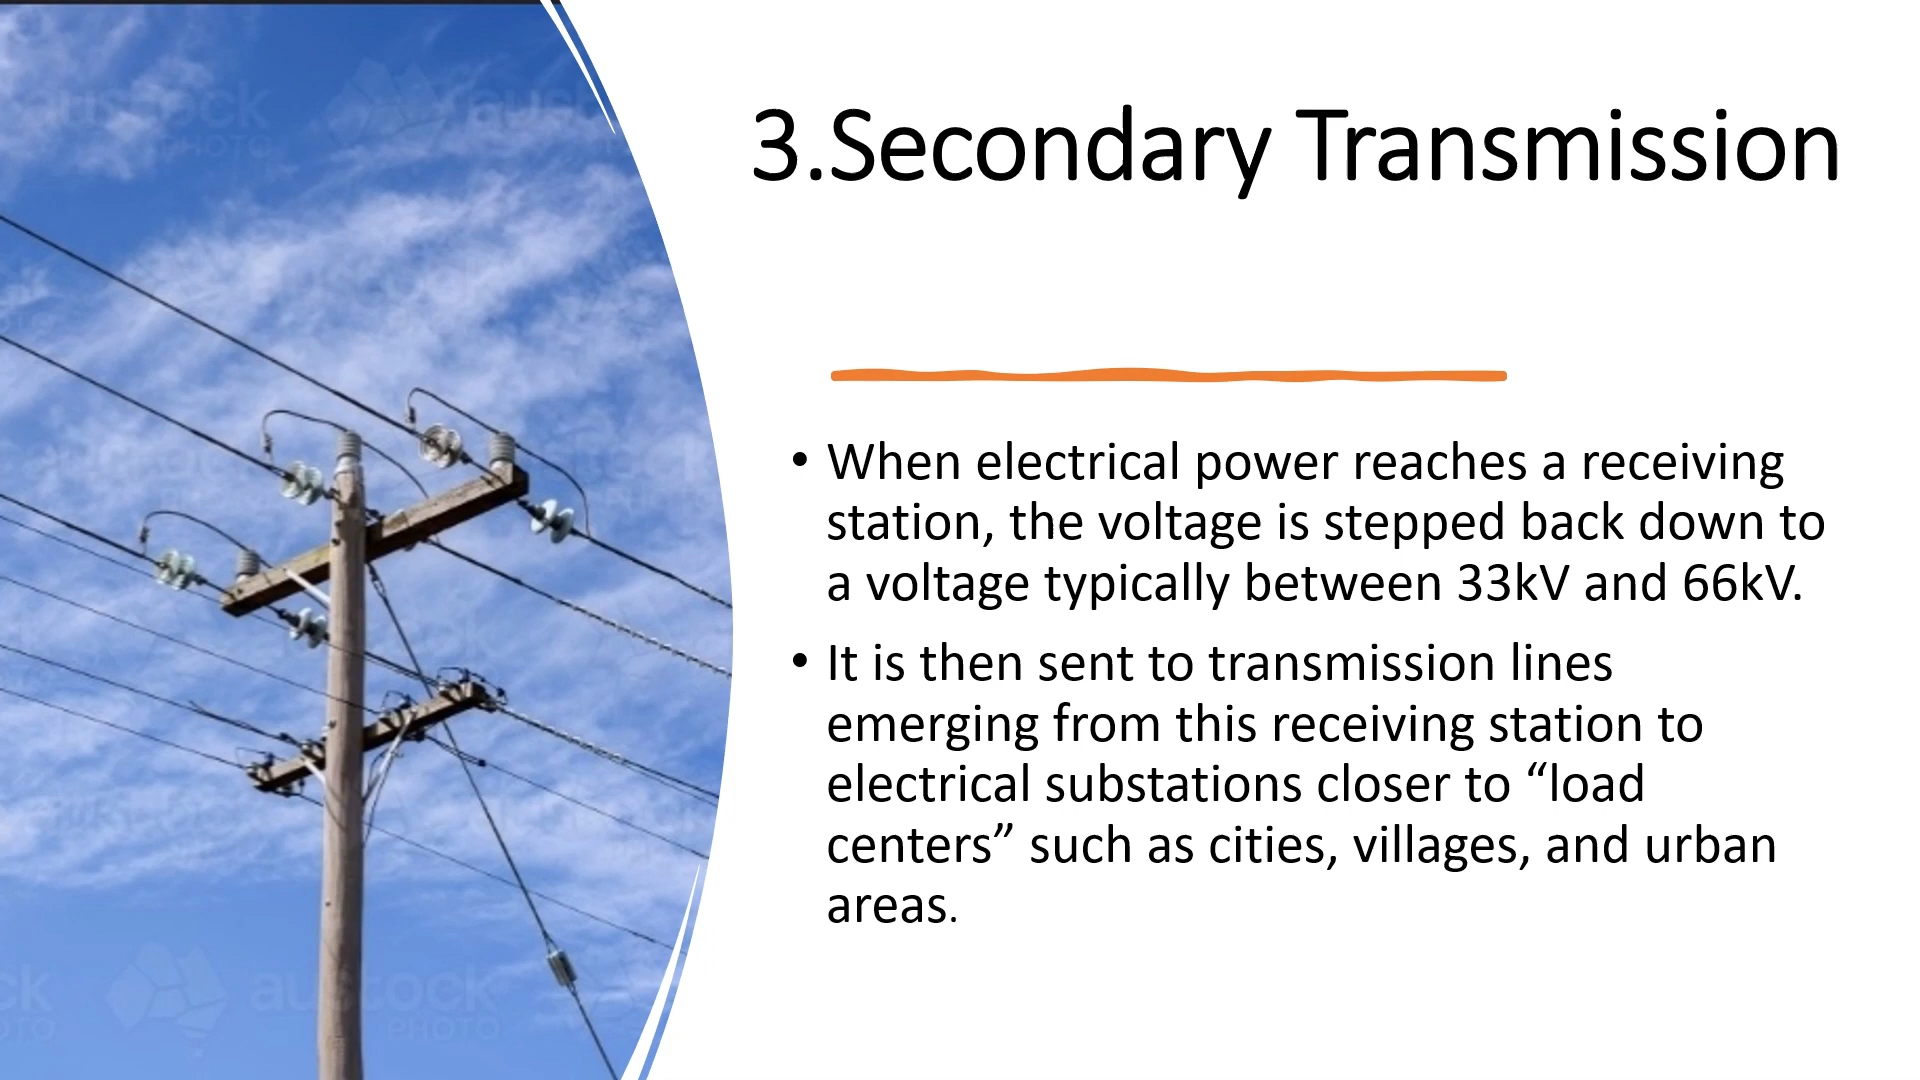 3.Secondary Transmission
• When electrical power reaches a receiving
station, the voltage is stepped back down to
a voltage typically between 33kV and 66kV.
• It is then sent to transmission lines
emerging from this receiving station to
electrical substations closer to “load
centers” such as cities, villages, and urban
areas.
austock
PHOTO